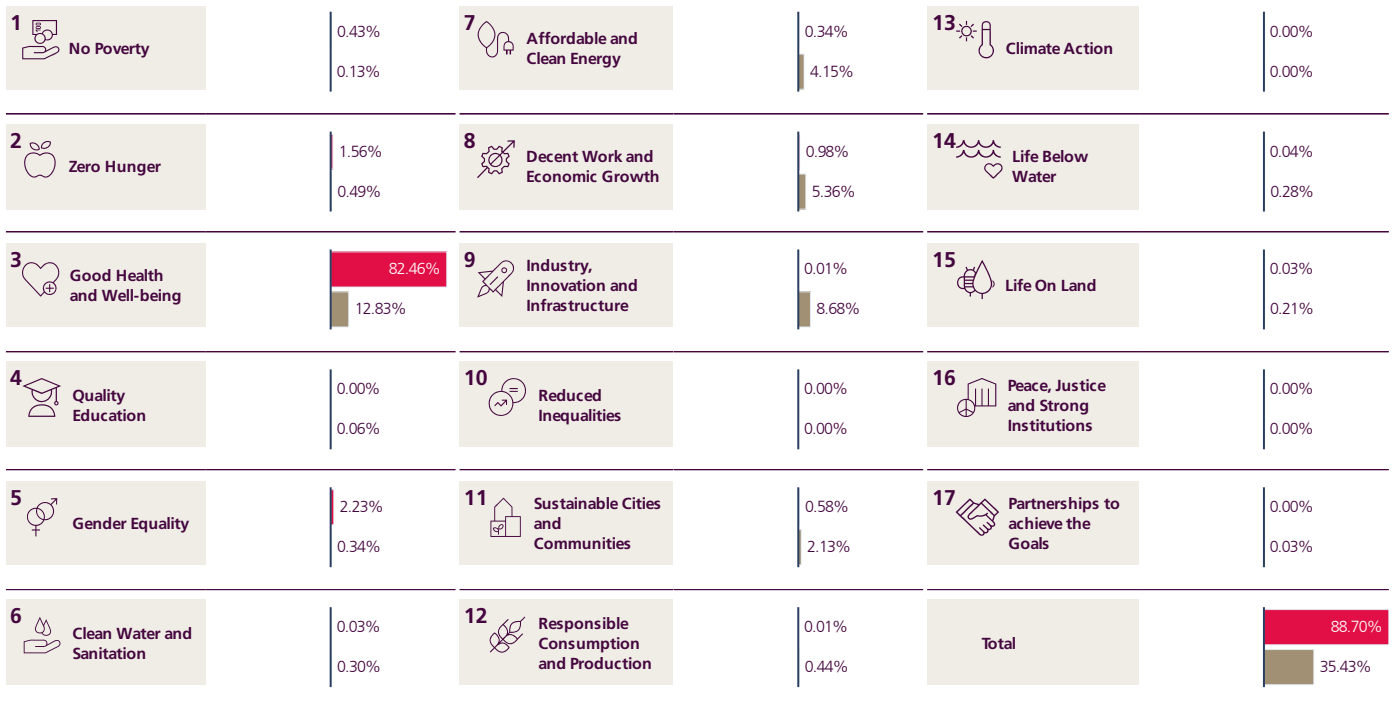 1
No Poverty
0.43%
0.13%
2
Zero Hunger
1.56%
0.49%
3
Good Health
and Well-being
82.46%
12.83%
4
Quality
Education
0.00%
0.06%
5
Gender Equality
2.23%
0.34%
6
Clean Water and
Sanitation
0.03%
0.30%
7
Affordable and
Clean Energy
0.34%
4.15%
8
Decent Work and
Economic Growth
0.98%
5.36%
9
Industry,
Innovation and
Infrastructure
0.01%
8.68%
10
Reduced
Inequalities
0.00%
0.00%
11
Sustainable Cities
and
Communities
0.58%
2.13%
12
Responsible
Consumption
and Production
0.01%
0.44%
13
Climate Action
0.00%
0.00%
14
Life Below
Water
0.04%
0.28%
15
Life On Land
0.03%
0.21%
16
Peace, Justice
and Strong
Institutions
0.00%
0.00%
17
Partnerships to
achieve the
Goals
0.00%
0.03%
Total
88.70%
35.43%